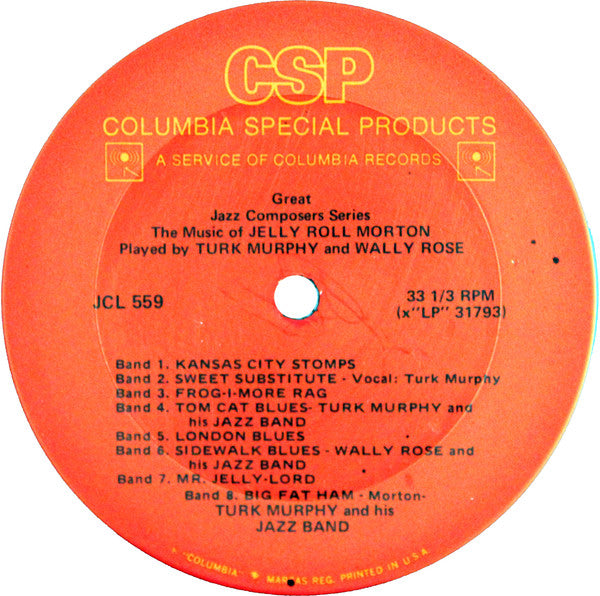 CSP
COLUMBIA SPECIAL PRODUCTS
A SERVICE OF COLUMBIA RECORDS
Great
Jazz Composers Series
The Music of JELLY ROLL MORTON
Played by TURK MURPHY and WALLY ROSE
JCL 559
33 1/3 RPM
(x"LP" 31793)
Band 1. KANSAS CITY STOMPS
Band 2. SWEET SUBSTITUTE - Vocal: Turk Murphy
Band 3. FROG-I-MORE RAG
Band 4. TOM CAT BLUES- TURK MURPHY and
his JAZZ BAND
Band 5. LONDON BLUES
Band 6. SIDEWALK BLUES - WALLY ROSE and
his JAZZ BAND
Band 7. MR. JELLY-LORD
Band 8. BIG FAT HAM - Morton-
TURK MURPHY and his
JAZZ BAND
"COLUMBIA" MARCAS REG. PRINTED IN U.S.A.